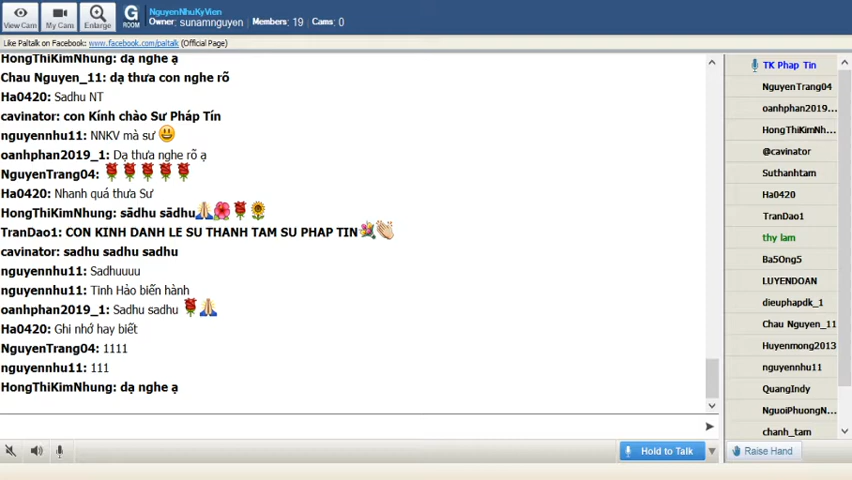 View Cam
My Cam
Enlarge
G
ROOM
NguyenNhuKyVien
Owner: sunamnguyen Members: 19 Cams: 0
Like Paltalk on Facebook: www.facebook.com/paltalk (Official Page)
HongThiKimNhung: dạ nghe ạ
Chau Nguyen_11: dạ thưa con nghe rõ
Ha0420: Sadhu NT
cavinator: con Kính chào Sư Pháp Tín
nguyennhu11: NNKV mà sư 😃
oanhphan2019_1: Dạ thưa nghe rõ ạ
NguyenTrang04: 🌹🌹🌹🌹🌹
Ha0420: Nhanh quá thưa Sư
HongThiKimNhung: sādhu sādhu🙏🌺🌹🌻
TranDao1: CON KINH DANH LE SU THANH TAM SU PHAP TIN💐👏
cavinator: sadhu sadhu sadhu
nguyennhu11: Sadhuuuu
nguyennhu11: Tinh Hảo biến hành
oanhphan2019_1: Sadhu sadhu 🌹🙏
Ha0420: Ghi nhớ hay biết
NguyenTrang04: 1111
nguyennhu11: 111
HongThiKimNhung: dạ nghe ạ
TK Phap Tin
NguyenTrang04
oanhphan2019...
HongThiKimNh...
@cavinator
Suthanhtam
Ha0420
TranDao1
thy lam
Ba5Ong5
LUYENDOAN
dieuphapdk_1
Chau Nguyen_11
Huyenmong2013
nguyennhu11
QuangIndy
NguoiPhuongN...
chanh_tam
Hold to Talk
Raise Hand